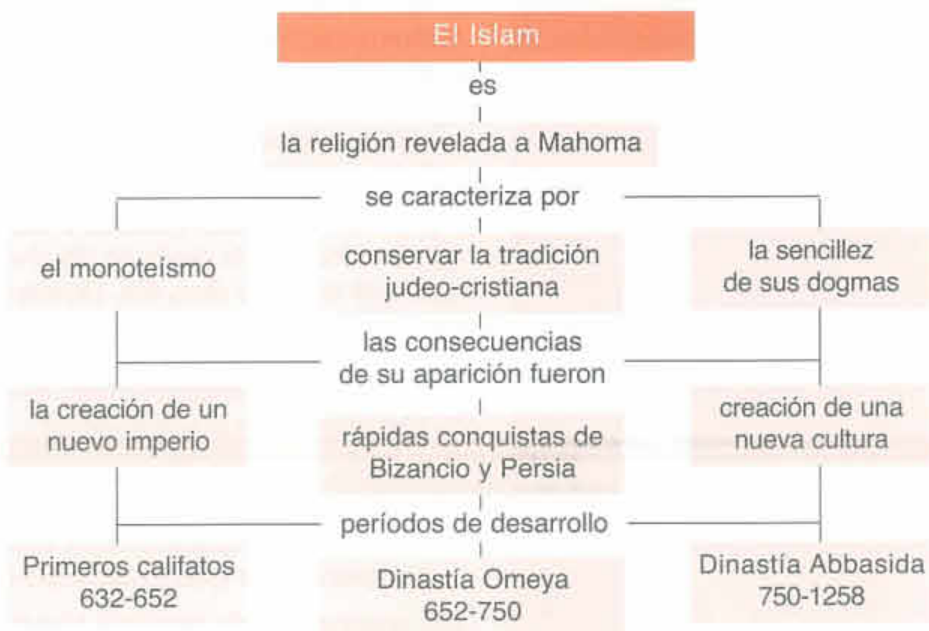 El Islam
es
la religión revelada a Mahoma
se caracteriza por
el monoteísmo
conservar la tradición
judeo-cristiana
la sencillez
de sus dogmas
las consecuencias
de su aparición fueron
la creación de un
nuevo imperio
rápidas conquistas de
Bizancio y Persia
creación de una
nueva cultura
períodos de desarrollo
Primeros califatos
632-652
Dinastía Omeya
652-750
Dinastía Abbasida
750-1258